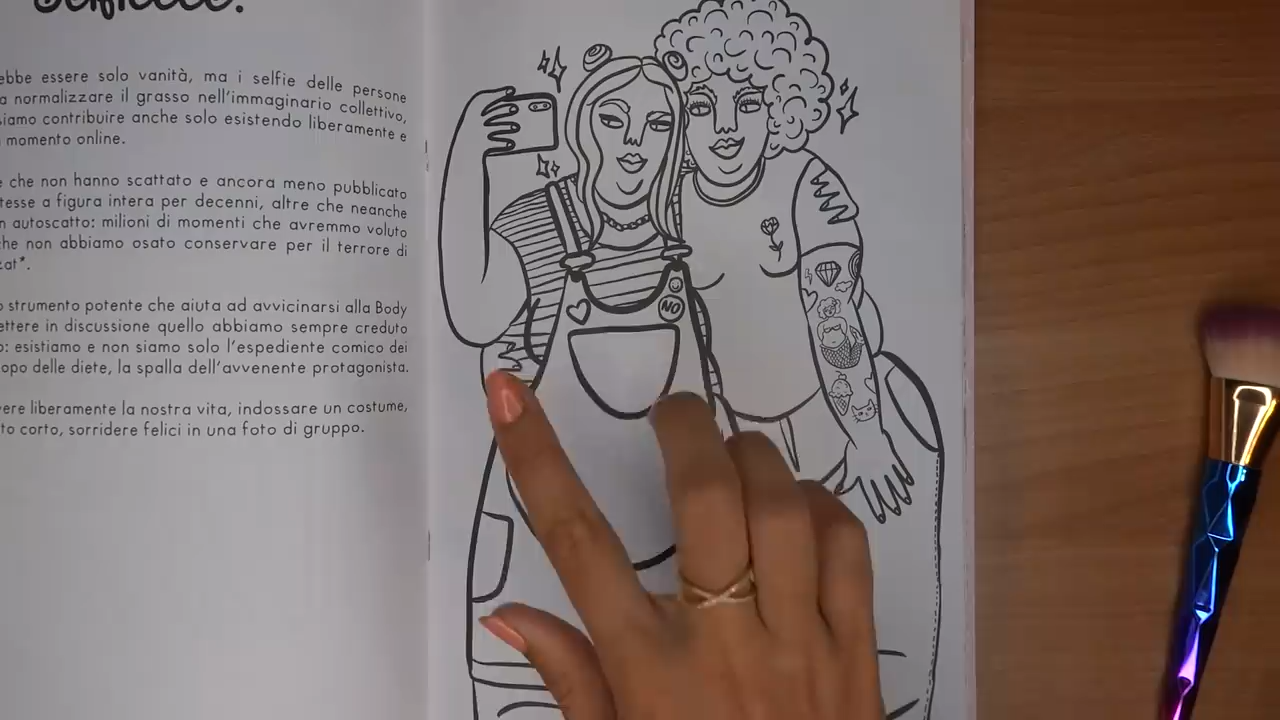 ebbe essere solo vanità, ma i selfie delle persone
a normalizzare il grasso nell'immaginario collettivo,
siamo contribuire anche solo esistendo liberamente e
momento online.
che non hanno scattato e ancora meno pubblicato
tesse a figura intera per decenni, altre che neanche
n autoscatto: milioni di momenti che avremmo voluto
che non abbiamo osato conservare per il terrore di
at*.
o strumento potente che aiuta ad avvicinarsi alla Body
ettere in discussione quello abbiamo sempre creduto
o: esistiamo e non siamo solo l'espediente comico dei
opo delle diete, la spalla dell'avvenente protagonista.
vere liberamente la nostra vita, indossare un costume,
to corto, sorridere felici in una foto di gruppo.
NO